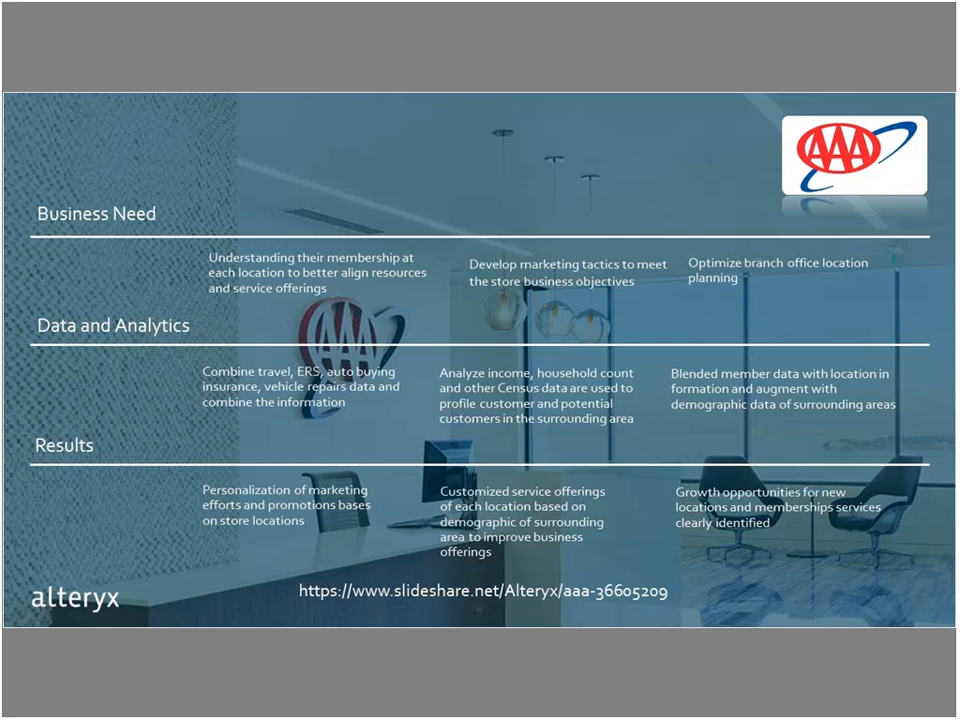 AAA
Business Need
Understanding their membership at
each location to better align resources
and service offerings
Develop marketing tactics to meet
the store business objectives
Optimize branch office location
planning
Data and Analytics
AAA
Combine travel, ERS, auto buying
insurance, vehicle repairs data and
combine the information
Analyze income, household count
and other Census data are used to
profile customer and potential
customers in the surrounding area
Blended member data with location in
formation and augment with
demographic data of surrounding areas
Results
Personalization of marketing
efforts and promotions bases
on store locations
Customized service offerings
of each location based on
demographic of surrounding
area to improve business
offerings
Growth opportunities for new
locations and memberships services
clearly identified
alteryx
https://www.slideshare.net/Alteryx/aaa-36605209